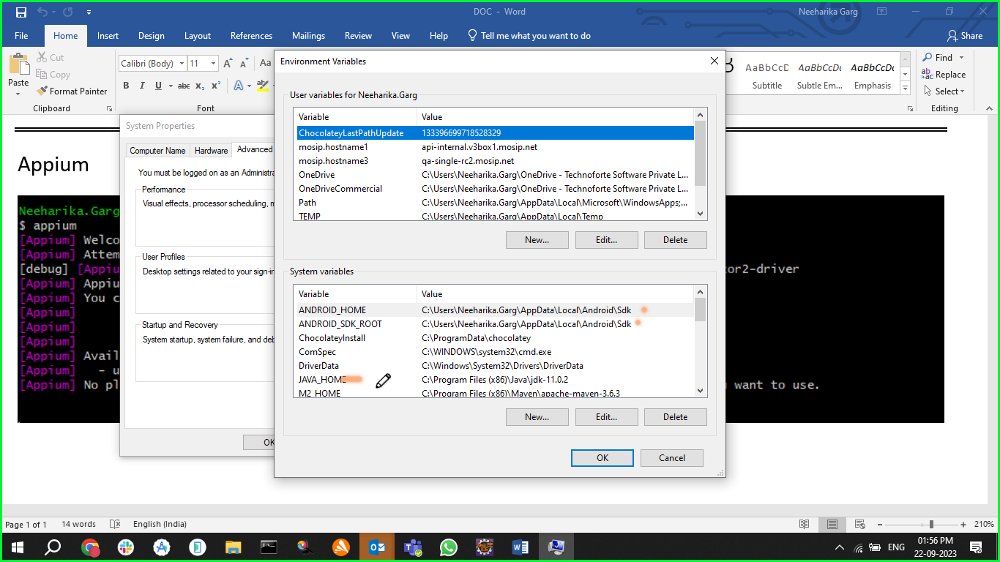 DOC - Word
Neeharika Garg
File Home Insert Design Layout References Mailings Review View Help Tell me what you want to do Share
Paste
Cut
Copy
Format Painter
Clipboard
Calibri (Body) 11 A A Aa
B I U abc x₂ x² A ab
Font
AaBbCcD AaBbCcDc AaBbCcDc
Subtitle Subtle Em... Emphasis
Find
Replace
Select
Editing
Appium
Neeharika.Garg
$ appium
[Appium] Welco
[Appium] Attem
[debug] [Appiu or2-driver
[Appium] Appiu
[Appium] You c
[Appium]
[Appium]
[Appium]
[Appium] Avail
[Appium] - u
[Appium] No pl want to use.
System Properties
Computer Name Hardware Advanced
You must be logged on as an Administra
Performance
Visual effects, processor scheduling, m
User Profiles
Desktop settings related to your sign-in
Startup and Recovery
System startup, system failure, and deb
OK
Environment Variables
User variables for Neeharika.Garg
Variable Value
ChocolateyLastPathUpdate 133396699718528329
mosip.hostname1 api-internal.v3box1.mosip.net
mosip.hostname3 qa-single-rc2.mosip.net
OneDrive C:\Users\Neeharika.Garg\OneDrive - Technoforte Software Private L...
OneDriveCommercial C:\Users\Neeharika.Garg\OneDrive - Technoforte Software Private L...
Path C:\Users\Neeharika.Garg\AppData\Local\Microsoft\WindowsApps;...
TEMP C:\Users\Neeharika.Garg\AppData\Local\Temp
New... Edit... Delete
System variables
Variable Value
ANDROID_HOME C:\Users\Neeharika.Garg\AppData\Local\Android\Sdk
ANDROID_SDK_ROOT C:\Users\Neeharika.Garg\AppData\Local\Android\Sdk
ChocolateyInstall C:\ProgramData\chocolatey
ComSpec C:\WINDOWS\system32\cmd.exe
DriverData C:\Windows\System32\Drivers\DriverData
JAVA_HOME C:\Program Files (x86)\Java\jdk-11.0.2
M2_HOME C:\Program Files (x86)\Maven\apache-maven-3.6.3
New... Edit... Delete
OK Cancel
Page 1 of 1 14 words English (India) 210%
ENG
01:56 PM
22-09-2023